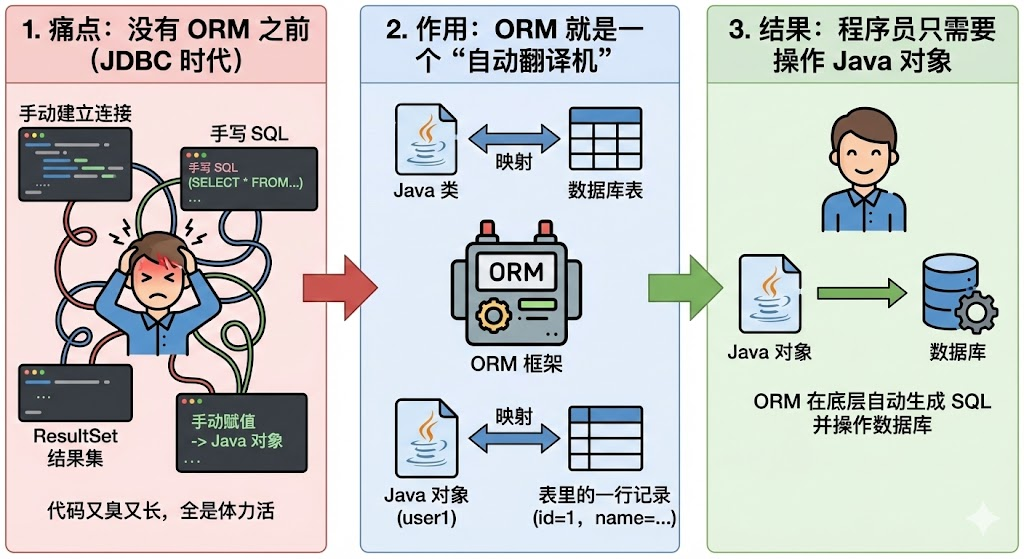 1. 痛点：没有 ORM 之前
（JDBC 时代）
手动建立连接
手写 SQL
手写 SQL
(SELECT * FROM...)
...
....
...
ResultSet
结果集
手动赋值
-> Java 对象
...
代码又臭又长，全是体力活
2. 作用：ORM 就是一
个“自动翻译机”
Java 类
映射
数据库表
ORM
ORM 框架
映射
Java 对象
(user1)
表里的一行记录
(id=1，name=...)
3. 结果：程序员只需要
操作 Java 对象
Java 对象
数据库
ORM 在底层自动生成 SQL
并操作数据库